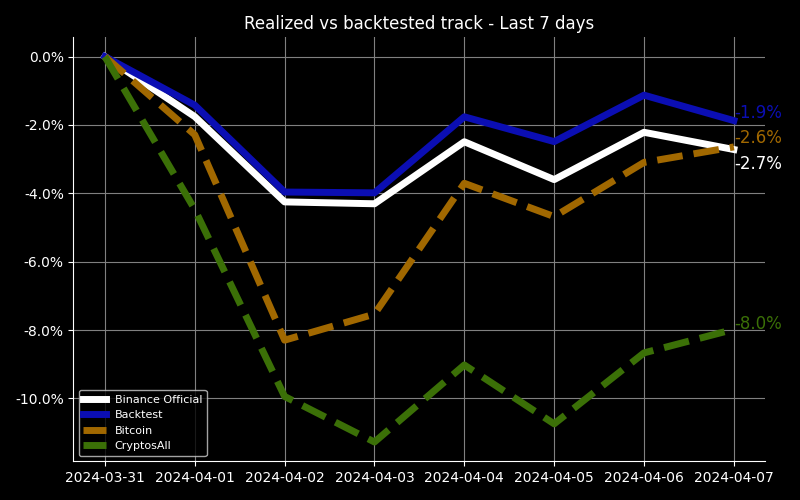 Realized vs backtested track - Last 7 days
0.0%
-2.0%
-4.0%
-6.0%
-8.0%
-10.0%
-1.9%
-2.6%
-2.7%
-8.0%
Binance Official
Backtest
Bitcoin
CryptosAll
2024-03-31 2024-04-01 2024-04-02 2024-04-03 2024-04-04 2024-04-05 2024-04-06 2024-04-07